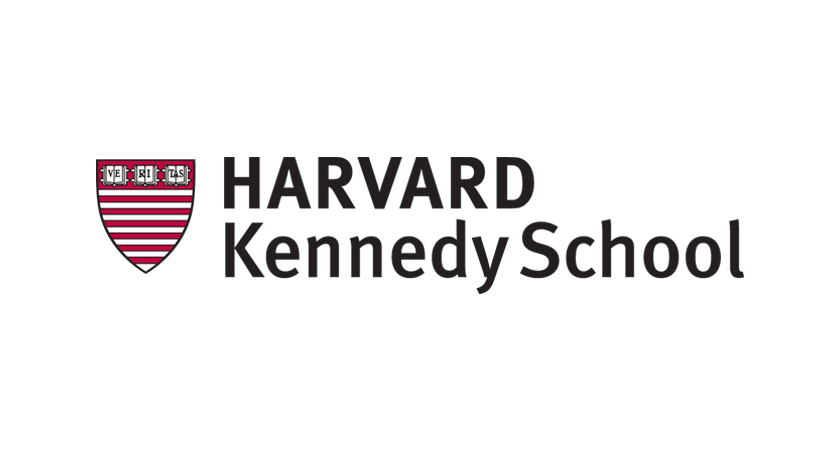 VE RI TAS
HARVARD
Kennedy School